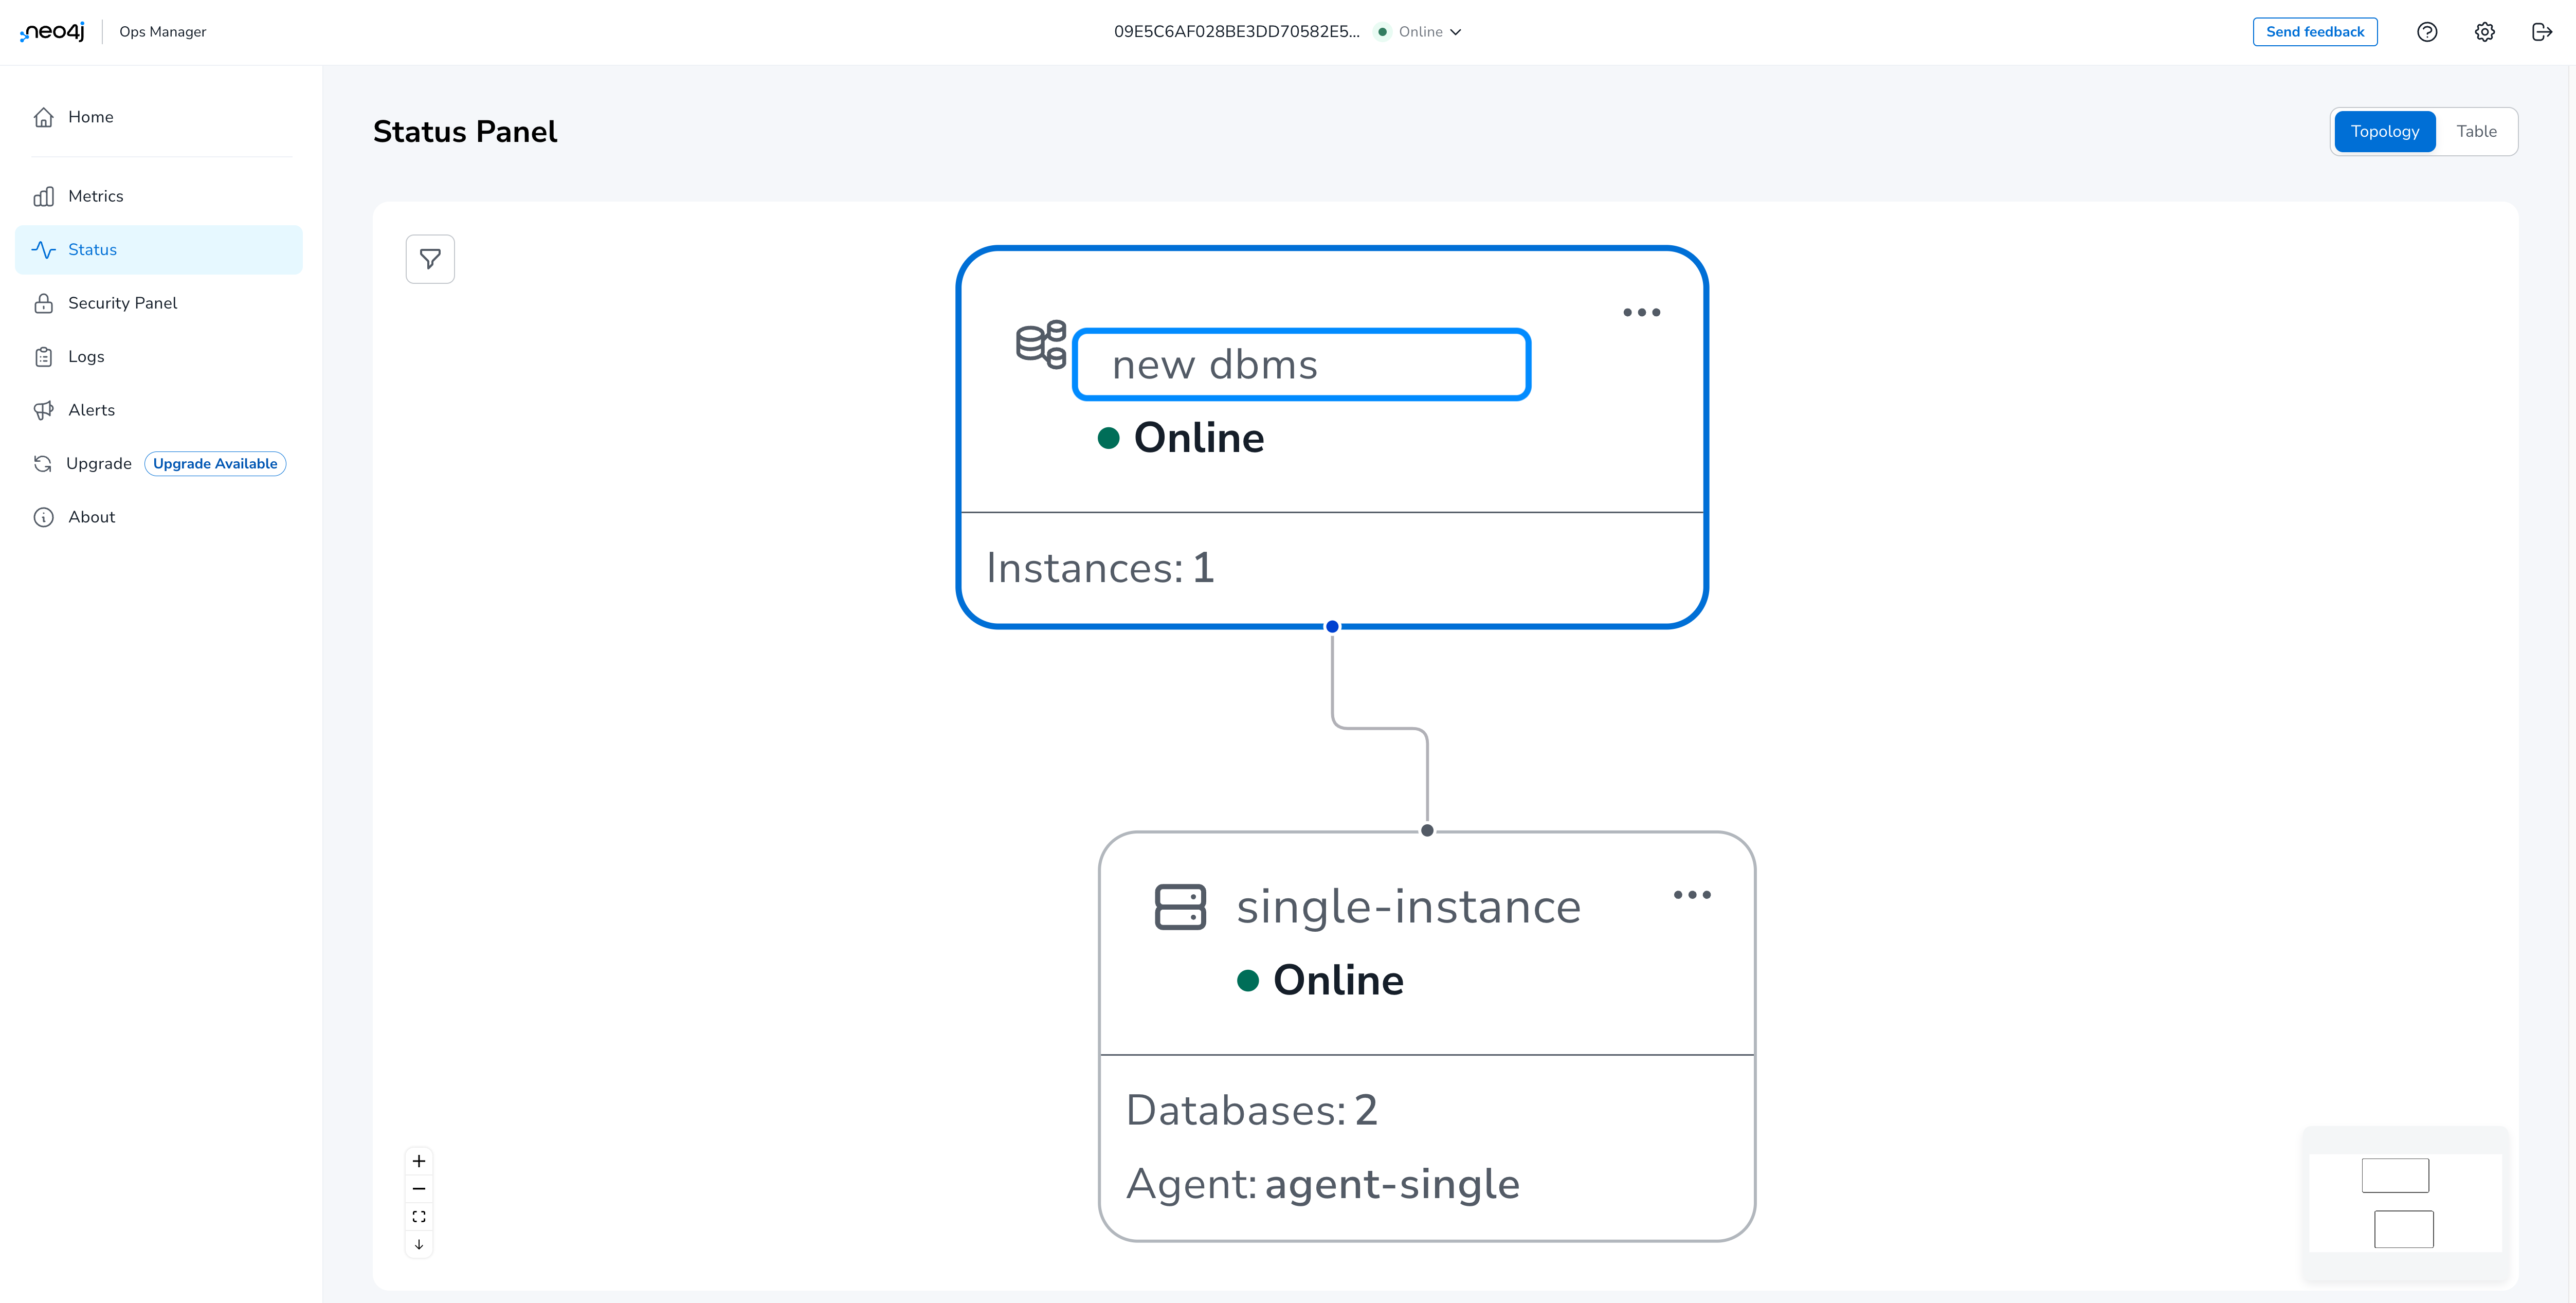 neo4j
Ops Manager
09E5C6AF028BE3DD70582E5...
Online
Send feedback
Home
Metrics
Status
Security Panel
Logs
Alerts
Upgrade Upgrade Available
About
Status Panel
Topology Table
new dbms
Online
Instances: 1
single-instance
Online
Databases: 2
Agent: agent-single